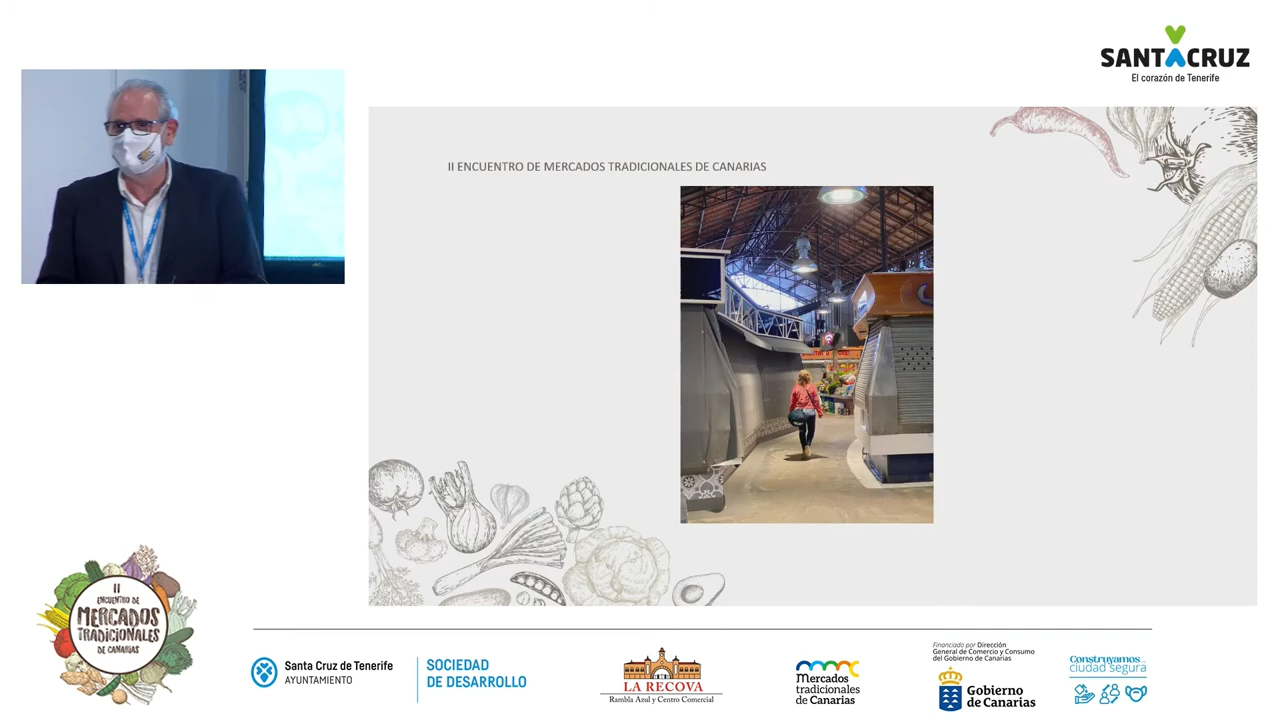 SANTACRUZ
El corazón de Tenerife
II ENCUENTRO DE MERCADOS TRADICIONALES DE CANARIAS
II
ENCUENTRO DE
MERCADOS
TRADICIONALES
DE CANARIAS
Santa Cruz de Tenerife
AYUNTAMIENTO
SOCIEDAD
DE DESARROLLO
LA RECOVA
Rambla Azul y Centro Comercial
Mercados
tradicionales
de Canarias
Financiado por Dirección
General de Comercio y Consumo
del Gobierno de Canarias
Gobierno
de Canarias
Construyamos
ciudad segura